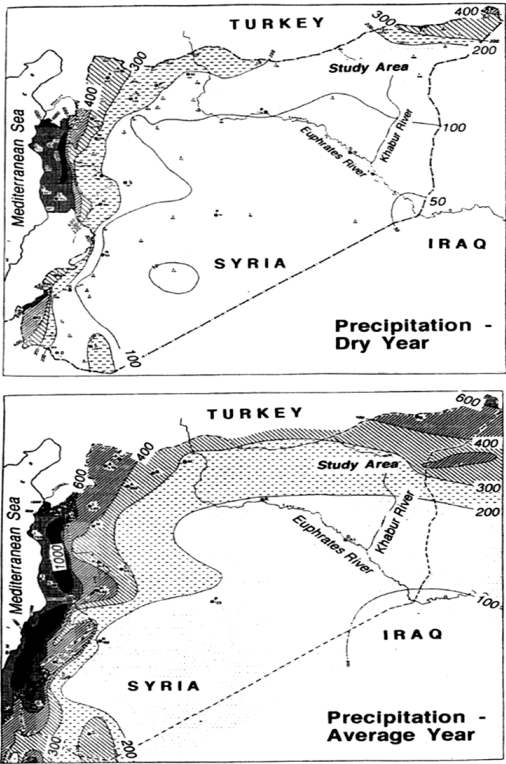 TURKEY
400
300
300
200
Study Area
400
Mediterranean Sea
Khabur River
100
Euphrates River
50
SYRIA
IRAQ
Precipitation -
Dry Year
100
600
TURKEY
400
400
600
Study Area
300
200
Mediterranean Sea
1000
Khabur River
Euphrates River
100
IRAQ
SYRIA
Precipitation -
Average Year
300
200